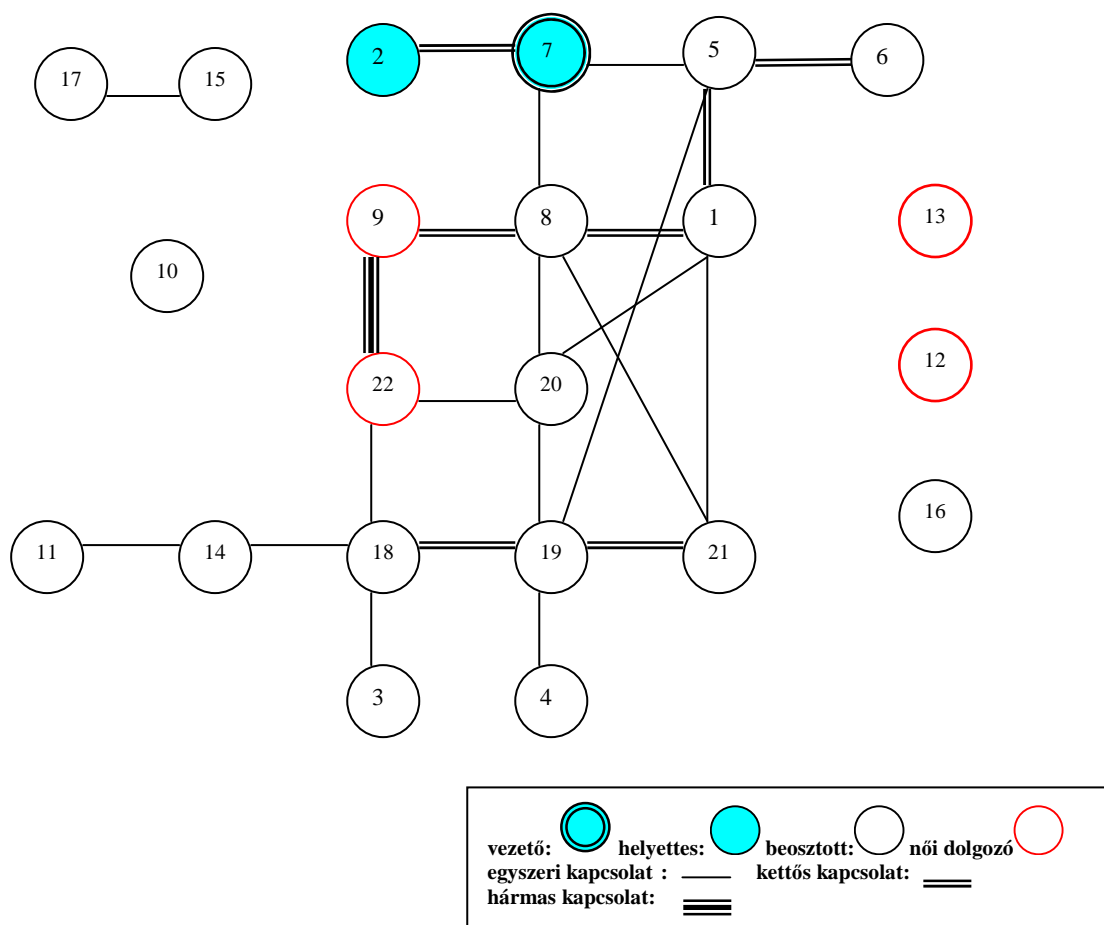 2 7 5 6
17 15
9 8 1 13
10
22 20 12
16
11 14 18 19 21
3 4
vezető: helyettes: beosztott: női dolgozó
egyszeri kapcsolat : kettős kapcsolat:
hármas kapcsolat: